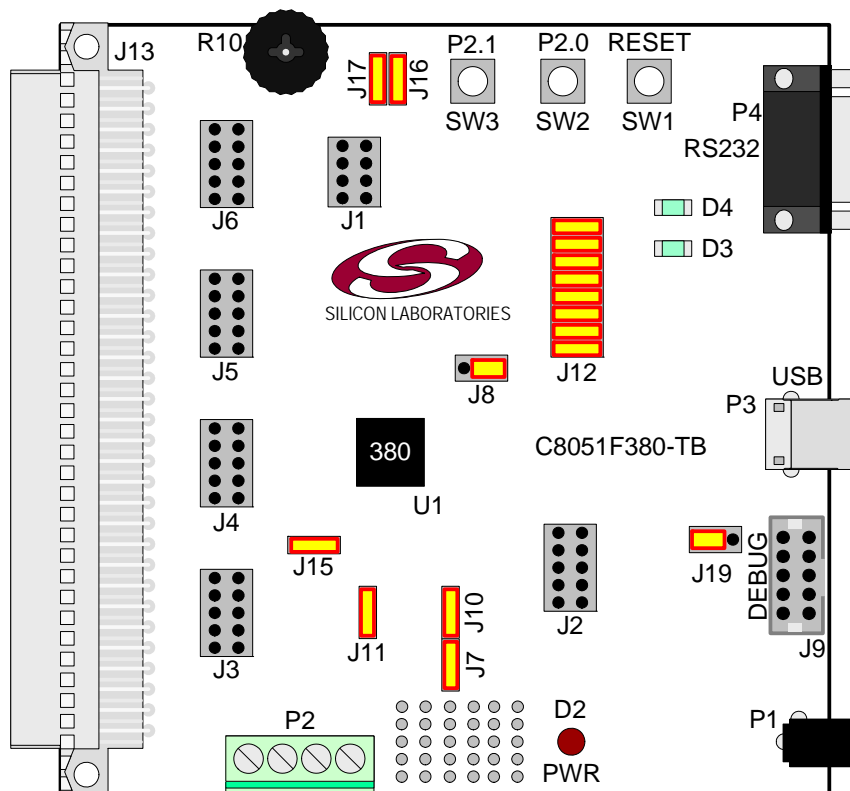 J13
R10
J17
J16
P2.1
P2.0
RESET
SW3
SW2
SW1
P4
RS232
J6
J1
D4
D3
SILICON LABORATORIES
J5
J8
J12
USB
P3
380
C8051F380-TB
U1
J4
J15
J19
DEBUG
J3
J11
J10
J7
J2
J9
P2
D2
P1
PWR